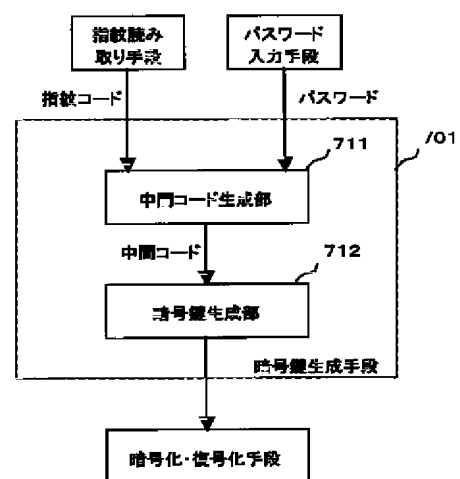 指紋読み
取り手段
パスワード
入力手段
指紋コード
パスワード
701
711
中間コード生成部
中間コード
712
暗号鍵生成部
暗号鍵生成手段
暗号化・復号化手段